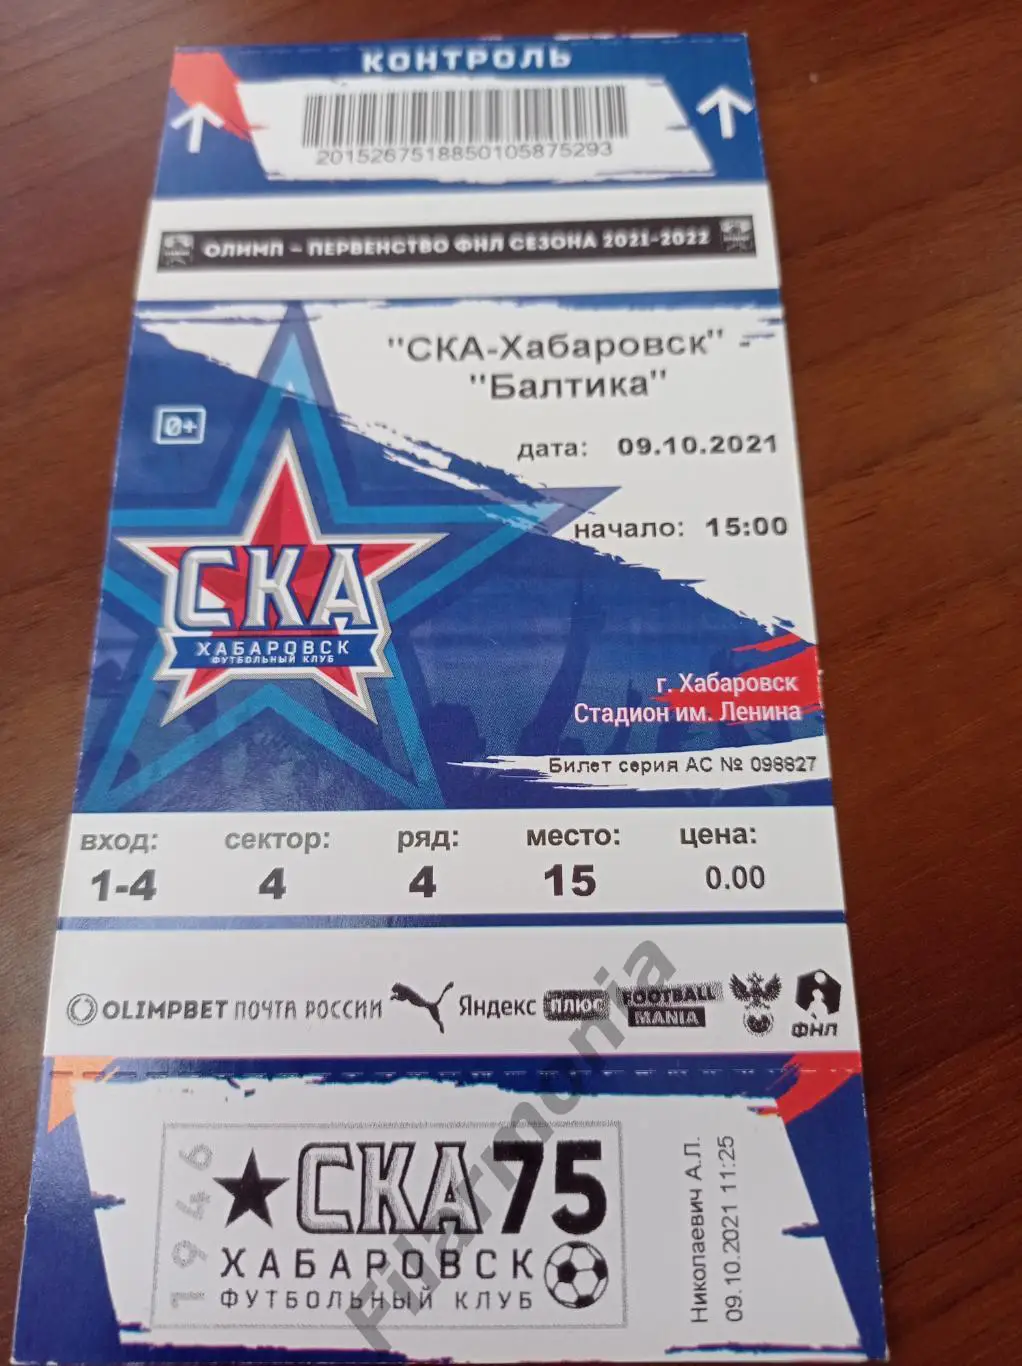 КОНТРОЛЬ
2015267518850105875293
ОЛИМП – ПЕРВЕНСТВО ФНЛ СЕЗОНА 2021-2022
"СКА-Хабаровск" -
"Балтика"
0+
дата: 09.10.2021
начало: 15:00
СКА
ХАБАРОВСК
ФУТБОЛЬНЫЙ КЛУБ
г. Хабаровск
Стадион им. Ленина
Билет серия АС № 098827
вход: сектор: ряд: место: цена:
1-4 4 4 15 0.00
OLIMPBET ПОЧТА РОССИИ Яндекс ПЛЮС FOOTBALL MANIA ФНЛ
1946
СКА 75
ХАБАРОВСК
ФУТБОЛЬНЫЙ КЛУБ
Николаевич А.Л.
09.10.2021 11:25
Filarmonia